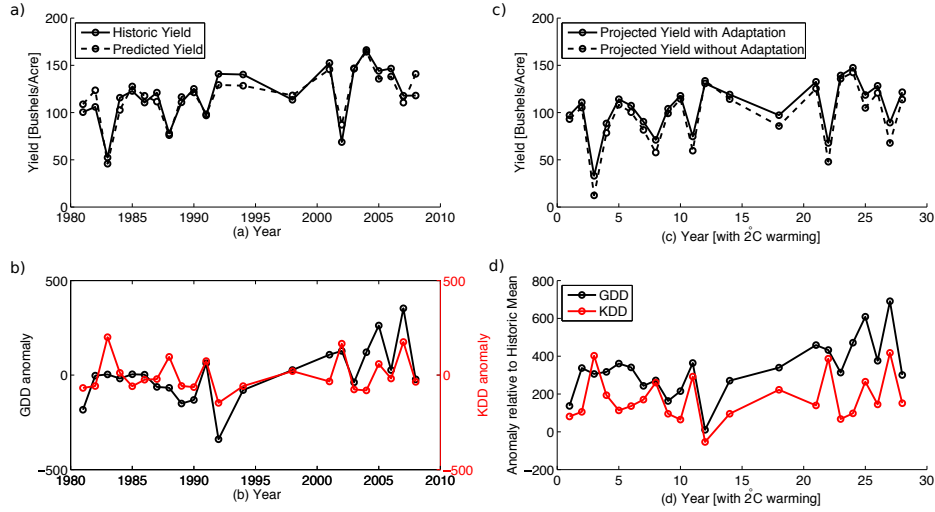 a)
200
150
100
50
0
Yield [Bushels/Acre]
Historic Yield
Predicted Yield
1980 1985 1990 1995 2000 2005 2010
(a) Year
c)
200
150
100
50
0
Yield [Bushels/Acre]
Projected Yield with Adaptation
Projected Yield without Adaptation
0 5 10 15 20 25 30
(c) Year [with 2°C warming]
b)
500
0
−500
GDD anomaly
500
0
−500
KDD anomaly
1980 1985 1990 1995 2000 2005 2010
(b) Year
d)
800
600
400
200
0
−200
Anomaly relative to Historic Mean
GDD
KDD
0 5 10 15 20 25 30
(d) Year [with 2°C warming]